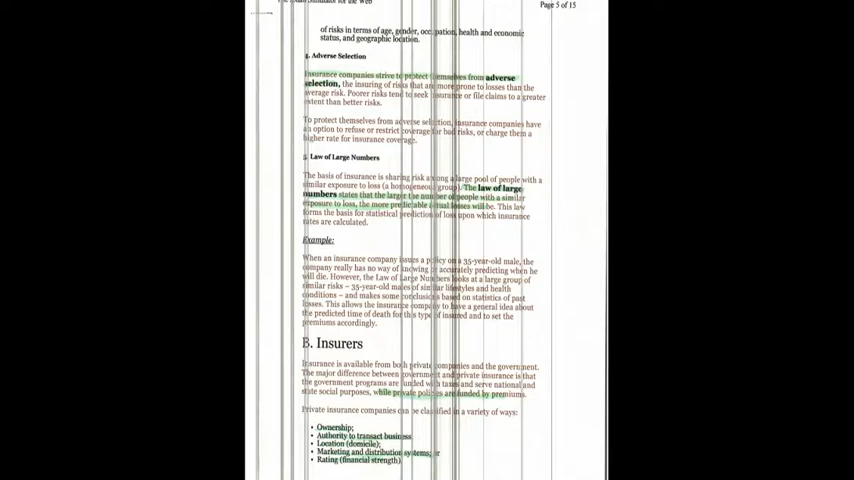 Page 5 of 15
of risks in terms of age, gender, occupation, health and economic
status, and geographic location.
4. Adverse Selection
Insurance companies strive to protect themselves from adverse
selection, the insuring of risks that are more prone to losses than the
average risk. Poorer risks tend to seek insurance or file claims to a greater
extent than better risks.
To protect themselves from adverse selection, insurance companies have
an option to refuse or restrict coverage for bad risks, or charge them a
higher rate for insurance coverage.
5. Law of Large Numbers
The basis of insurance is sharing risk among a large pool of people with a
similar exposure to loss (a homogeneous group). The law of large
numbers states that the larger the number of people with a similar
exposure to loss, the more predictable actual losses will be. This law
forms the basis for statistical prediction of loss upon which insurance
rates are calculated.
Example:
When an insurance company issues a policy on a 35-year-old male, the
company really has no way of knowing or accurately predicting when he
will die. However, the Law of Large Numbers looks at a large group of
similar risks – 35-year-old males of similar lifestyles and health
conditions – and makes some conclusions based on statistics of past
losses. This allows the insurance company to have a general idea about
the predicted time of death for this type of insured and to set the
premiums accordingly.
B. Insurers
Insurance is available from both private companies and the government.
The major difference between government and private insurance is that
the government programs are funded with taxes and serve national and
state social purposes, while private policies are funded by premiums.
Private insurance companies can be classified in a variety of ways:
• Ownership;
• Authority to transact business
• Location (domicile);
• Marketing and distribution systems; or
• Rating (financial strength)